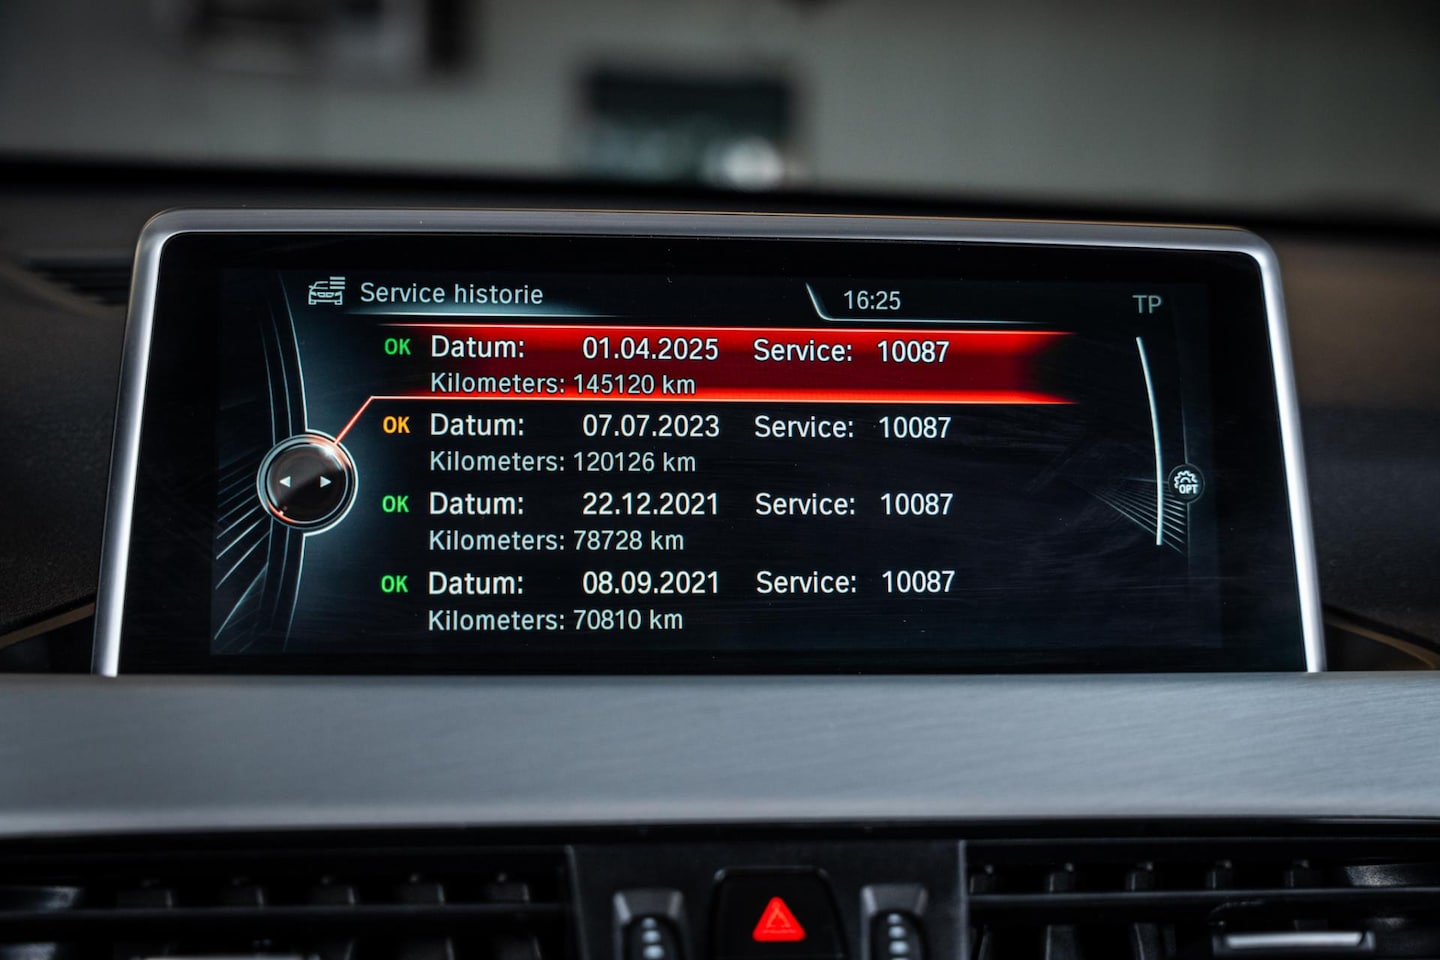 Service historie
16:25
TP
OK Datum: 01.04.2025 Service: 10087
Kilometers: 145120 km
OK Datum: 07.07.2023 Service: 10087
Kilometers: 120126 km
OK Datum: 22.12.2021 Service: 10087
Kilometers: 78728 km
OPT
OK Datum: 08.09.2021 Service: 10087
Kilometers: 70810 km